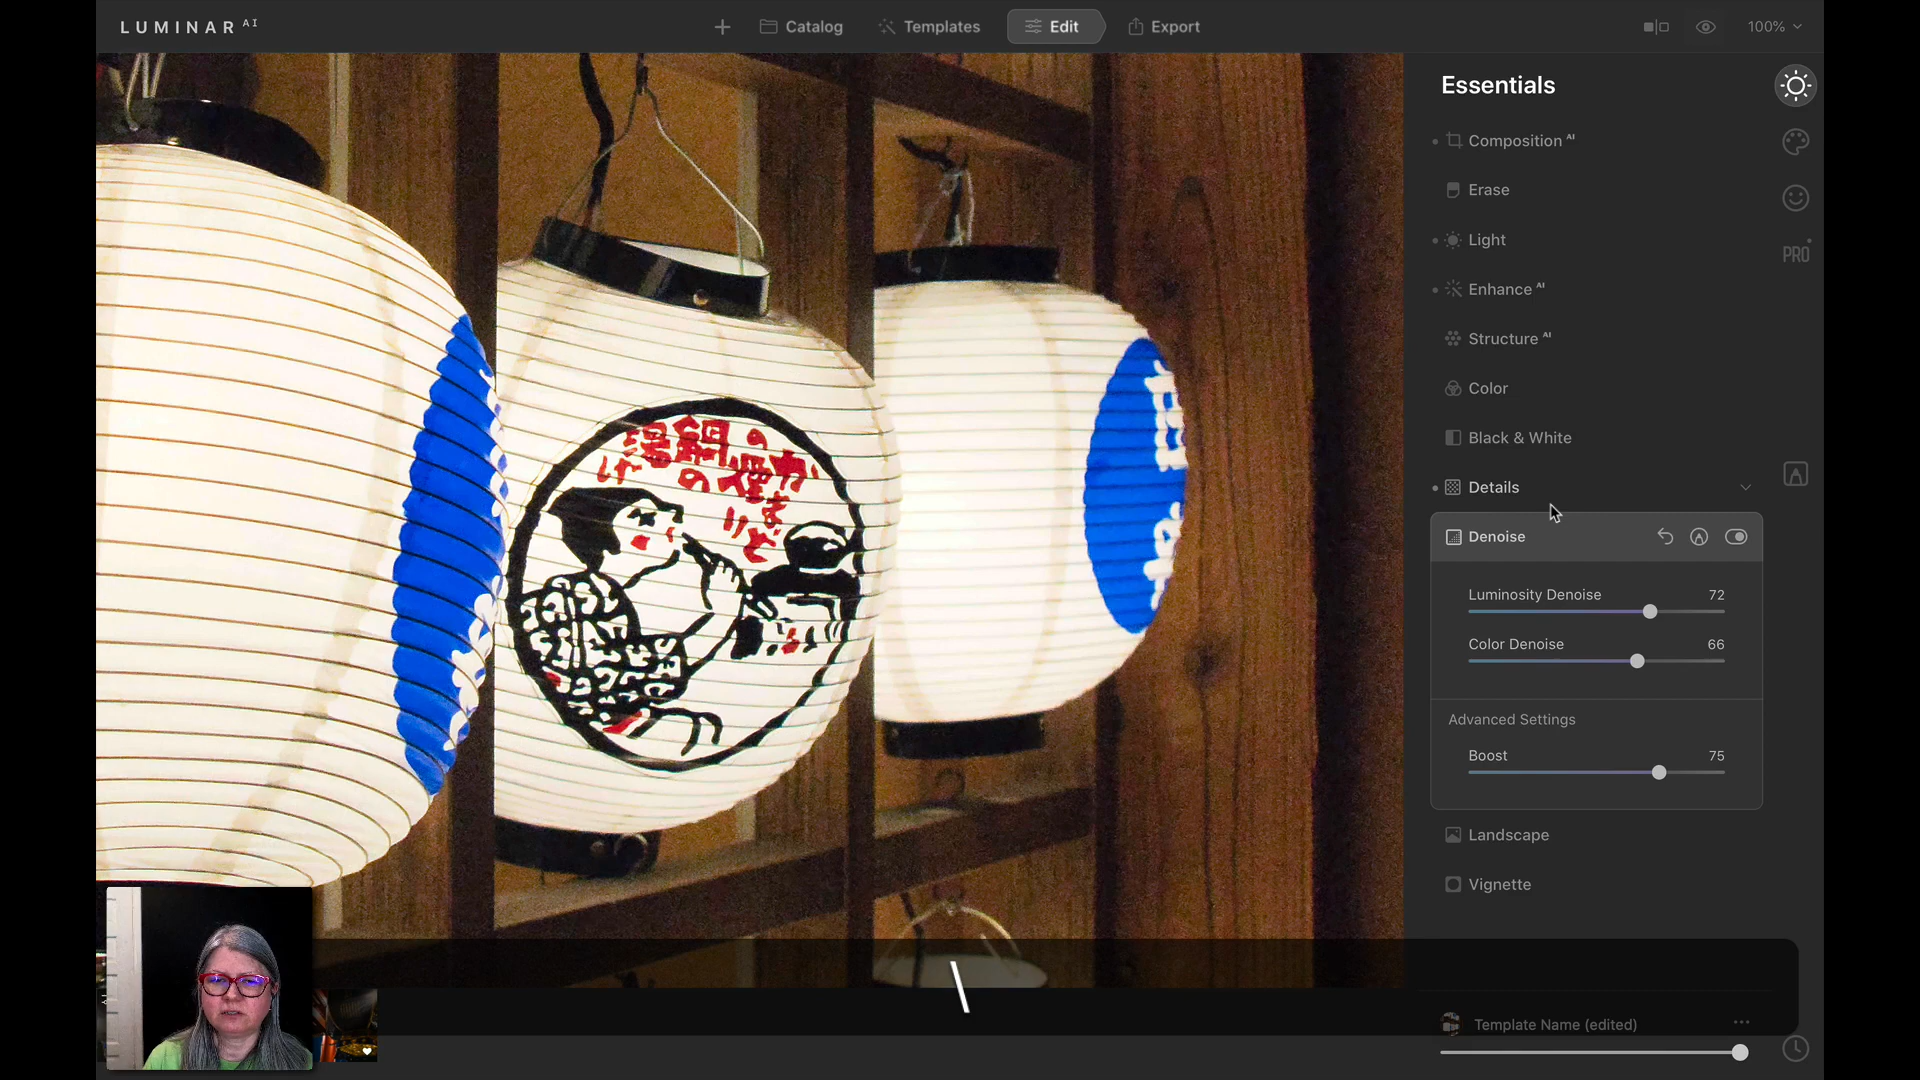 LUMINAR AI
Catalog
Templates
Edit
Export
100%
Essentials
Composition AI
Erase
Light
Enhance AI
Structure AI
Color
Black & White
Details
Denoise
Luminosity Denoise 72
Color Denoise 66
Advanced Settings
Boost 75
Landscape
Vignette
PRO
\
Template Name (edited)